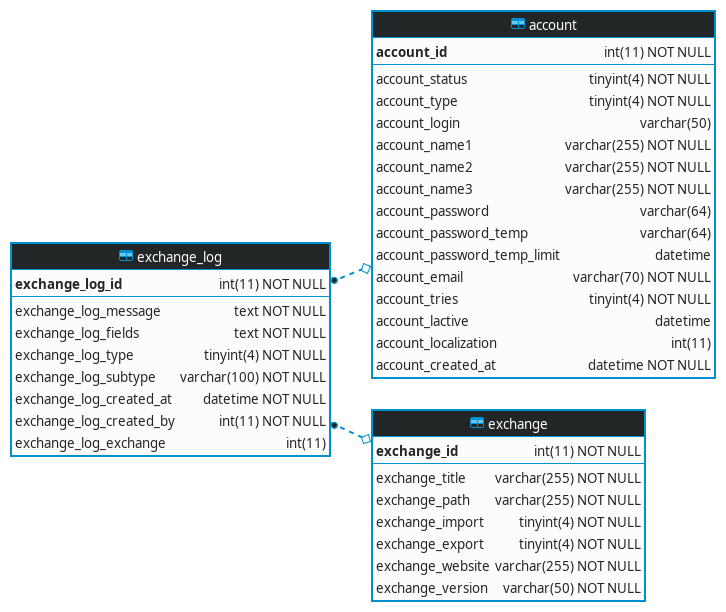 account
account_id int(11) NOT NULL
account_status tinyint(4) NOT NULL
account_type tinyint(4) NOT NULL
account_login varchar(50)
account_name1 varchar(255) NOT NULL
account_name2 varchar(255) NOT NULL
account_name3 varchar(255) NOT NULL
account_password varchar(64)
account_password_temp varchar(64)
account_password_temp_limit datetime
account_email varchar(70) NOT NULL
account_tries tinyint(4) NOT NULL
account_lactive datetime
account_localization int(11)
account_created_at datetime NOT NULL
exchange_log
exchange_log_id int(11) NOT NULL
exchange_log_message text NOT NULL
exchange_log_fields text NOT NULL
exchange_log_type tinyint(4) NOT NULL
exchange_log_subtype varchar(100) NOT NULL
exchange_log_created_at datetime NOT NULL
exchange_log_created_by int(11) NOT NULL
exchange_log_exchange int(11)
exchange
exchange_id int(11) NOT NULL
exchange_title varchar(255) NOT NULL
exchange_path varchar(255) NOT NULL
exchange_import tinyint(4) NOT NULL
exchange_export tinyint(4) NOT NULL
exchange_website varchar(255) NOT NULL
exchange_version varchar(50) NOT NULL